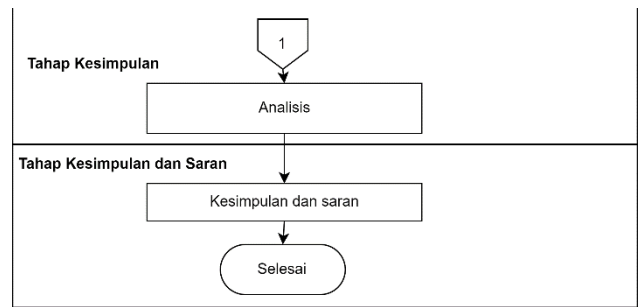 1
Tahap Kesimpulan
Analisis
Tahap Kesimpulan dan Saran
Kesimpulan dan saran
Selesai